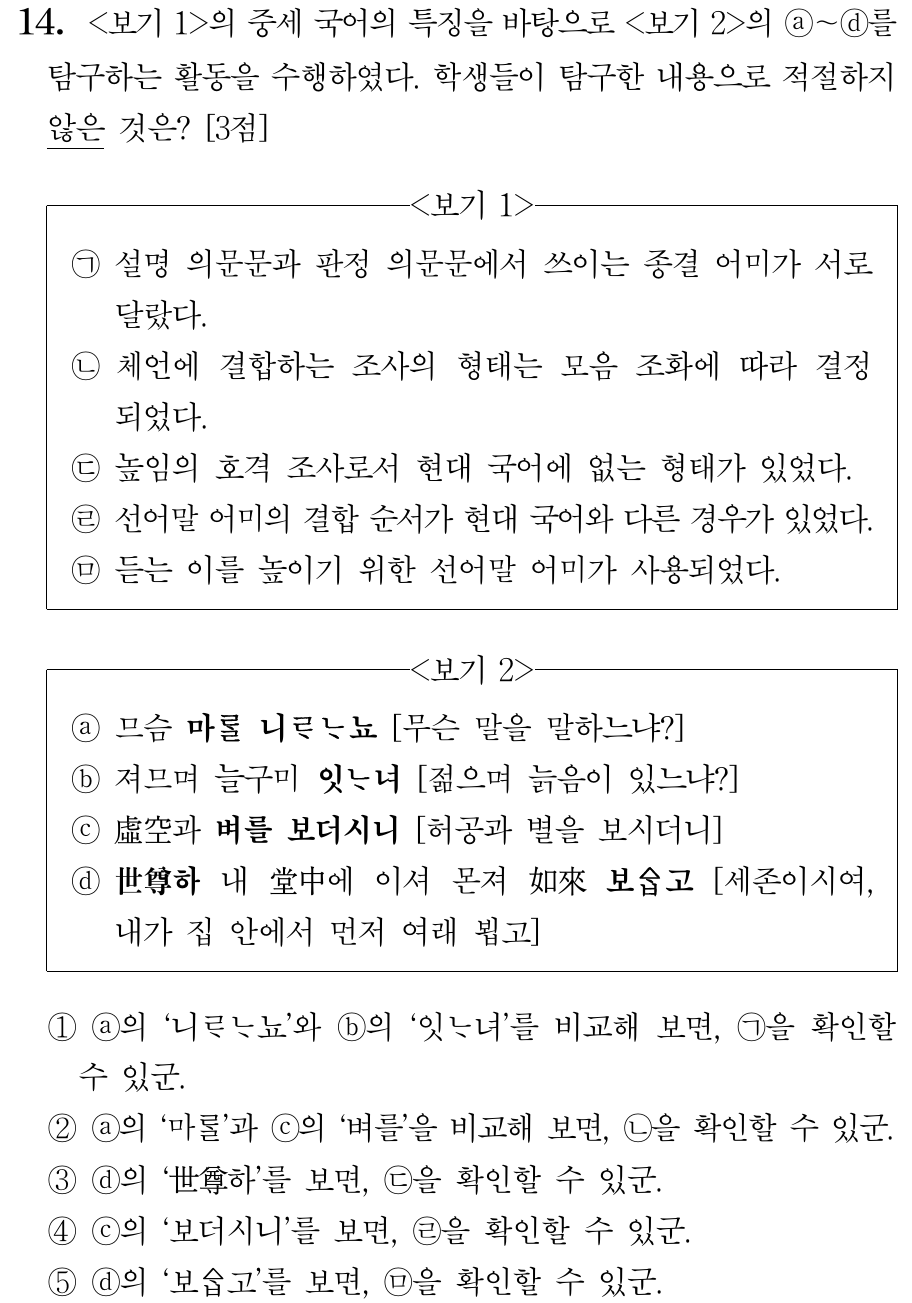 14. <보기 1>의 중세 국어의 특징을 바탕으로 <보기 2>의 ⓐ～ⓓ를
탐구하는 활동을 수행하였다. 학생들이 탐구한 내용으로 적절하지
않은 것은? [3점]
<보기 1>
㉠ 설명 의문문과 판정 의문문에서 쓰이는 종결 어미가 서로
달랐다.
㉡ 체언에 결합하는 조사의 형태는 모음 조화에 따라 결정
되었다.
㉢ 높임의 호격 조사로서 현대 국어에 없는 형태가 있었다.
㉣ 선어말 어미의 결합 순서가 현대 국어와 다른 경우가 있었다.
㉤ 듣는 이를 높이기 위한 선어말 어미가 사용되었다.
<보기 2>
ⓐ 므슴 마ᄅᆞᆯ 니ᄅᆞᄂᆞ뇨 [무슨 말을 말하느냐?]
ⓑ 져므며 늘구미 잇ᄂᆞ녀 [젊으며 늙음이 있느냐?]
ⓒ 虛空과 벼를 보더시니 [허공과 별을 보시더니]
ⓓ 世尊하 내 堂中에 이셔 몬져 如來 보ᅀᆞᆸ고 [세존이시여,
내가 집 안에서 먼저 여래 뵙고]
① ⓐ의 ‘니ᄅᆞᄂᆞ뇨’와 ⓑ의 ‘잇ᄂᆞ녀’를 비교해 보면, ㉠을 확인할
수 있군.
② ⓐ의 ‘마ᄅᆞᆯ’과 ⓒ의 ‘벼를’을 비교해 보면, ㉡을 확인할 수 있군.
③ ⓓ의 ‘世尊하’를 보면, ㉢을 확인할 수 있군.
④ ⓒ의 ‘보더시니’를 보면, ㉣을 확인할 수 있군.
⑤ ⓓ의 ‘보ᅀᆞᆸ고’를 보면, ㉤을 확인할 수 있군.